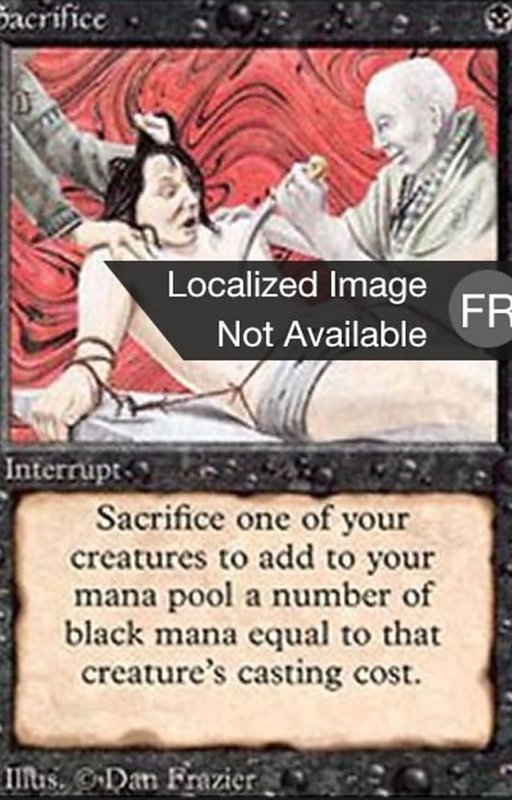 Sacrifice
Localized Image
Not Available
FR
Interrupt
Sacrifice one of your
creatures to add to your
mana pool a number of
black mana equal to that
creature's casting cost.
Illus. © Dan Frazier